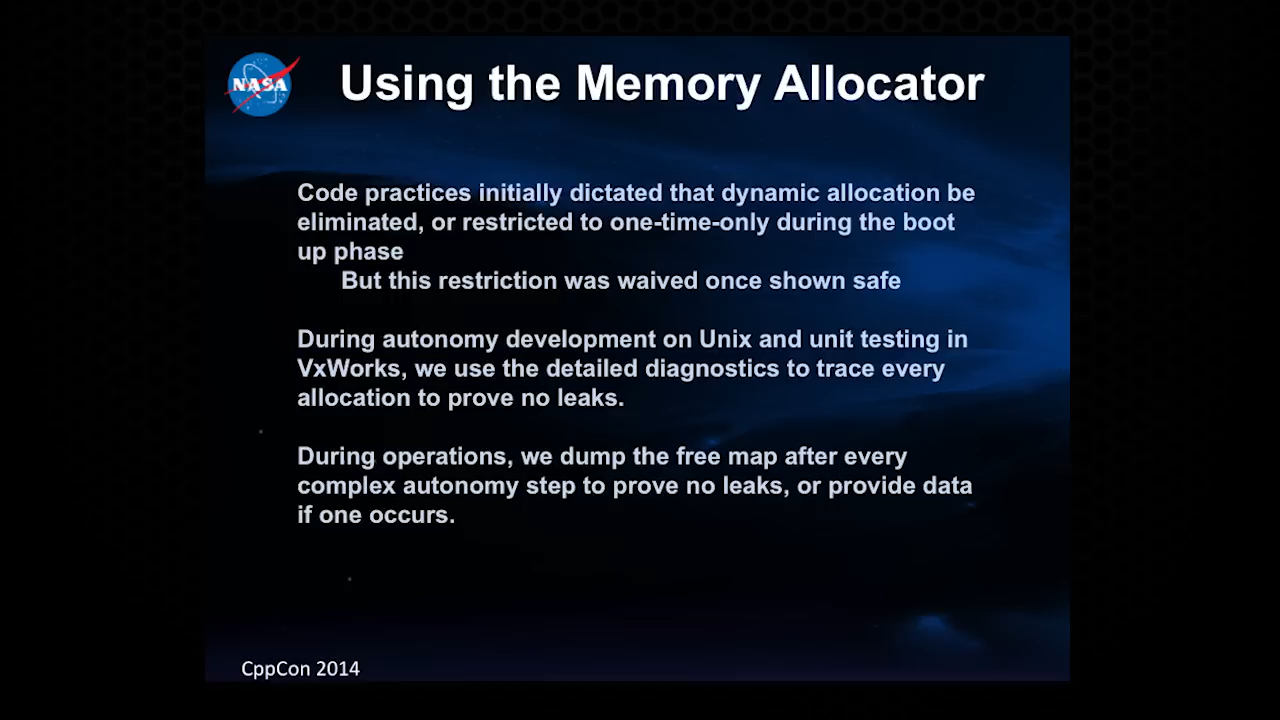 NASA
Using the Memory Allocator
Code practices initially dictated that dynamic allocation be
eliminated, or restricted to one-time-only during the boot
up phase
But this restriction was waived once shown safe
During autonomy development on Unix and unit testing in
VxWorks, we use the detailed diagnostics to trace every
allocation to prove no leaks.
During operations, we dump the free map after every
complex autonomy step to prove no leaks, or provide data
if one occurs.
CppCon 2014